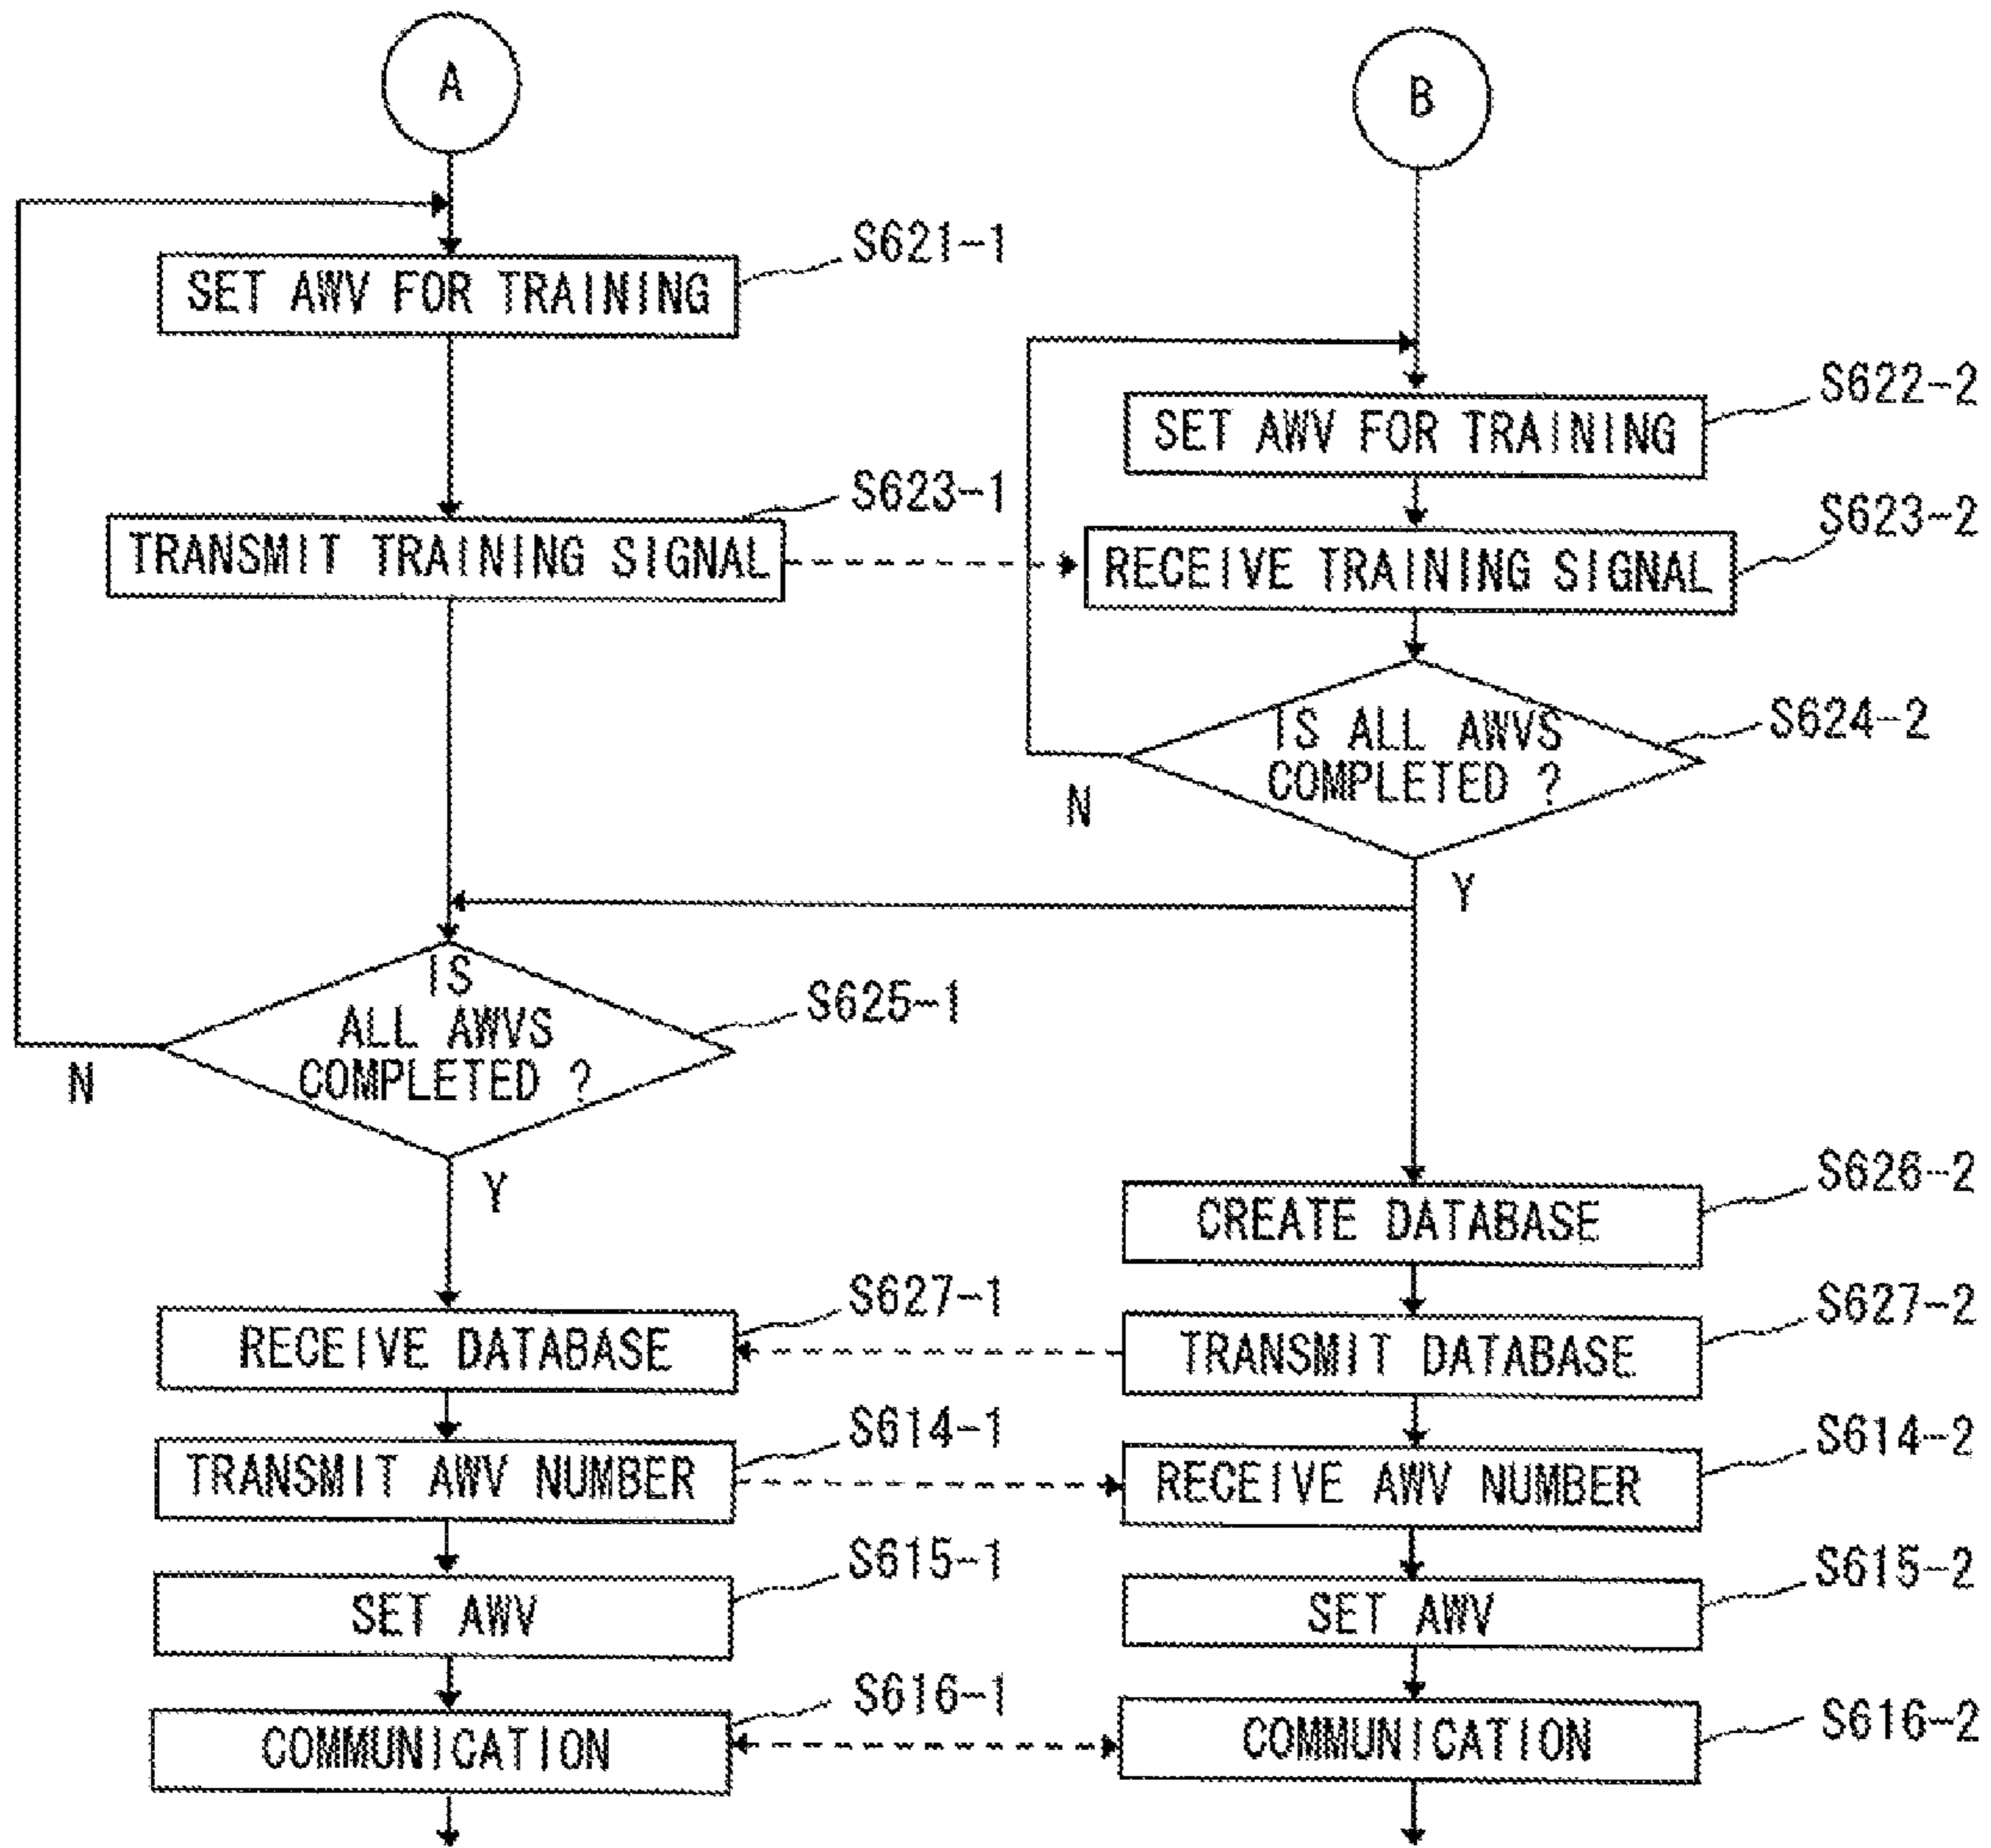 A
B
S621-1
SET AWV FOR TRAINING
S622-2
SET AWV FOR TRAINING
S623-1
TRANSMIT TRAINING SIGNAL
S623-2
RECEIVE TRAINING SIGNAL
S624-2
IS ALL AWVS
COMPLETED ?
N
Y
IS
ALL AWVS
COMPLETED ?
S625-1
N
Y
S626-2
CREATE DATABASE
S627-1
RECEIVE DATABASE
S627-2
TRANSMIT DATABASE
S614-1
TRANSMIT AWV NUMBER
S614-2
RECEIVE AWV NUMBER
S615-1
SET AWV
S615-2
SET AWV
S616-1
COMMUNICATION
S616-2
COMMUNICATION